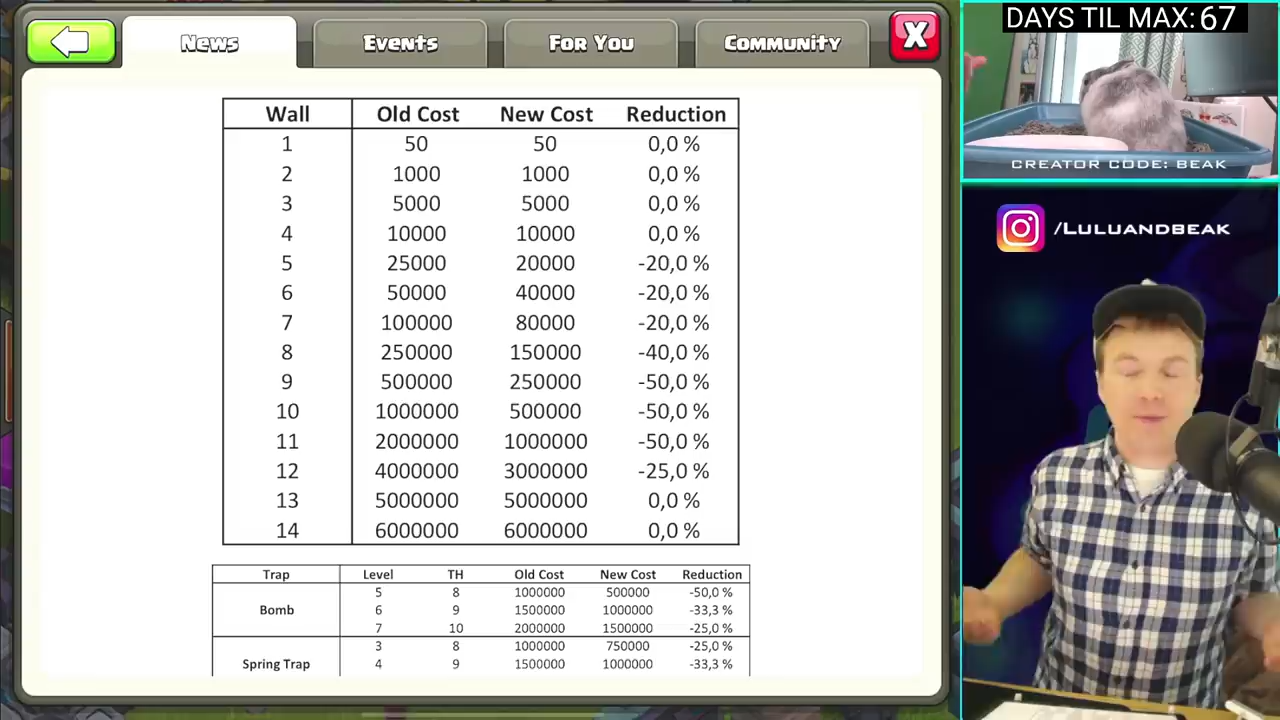 News
Events
For You
Community
X
DAYS TIL MAX: 67
CREATOR CODE: BEAK
/LULUANDBEAK
Wall Old Cost New Cost Reduction
1 50 50 0,0 %
2 1000 1000 0,0 %
3 5000 5000 0,0 %
4 10000 10000 0,0 %
5 25000 20000 -20,0 %
6 50000 40000 -20,0 %
7 100000 80000 -20,0 %
8 250000 150000 -40,0 %
9 500000 250000 -50,0 %
10 1000000 500000 -50,0 %
11 2000000 1000000 -50,0 %
12 4000000 3000000 -25,0 %
13 5000000 5000000 0,0 %
14 6000000 6000000 0,0 %
Trap Level TH Old Cost New Cost Reduction
5 8 1000000 500000 -50,0 %
Bomb 6 9 1500000 1000000 -33,3 %
7 10 2000000 1500000 -25,0 %
3 8 1000000 750000 -25,0 %
Spring Trap 4 9 1500000 1000000 -33,3 %